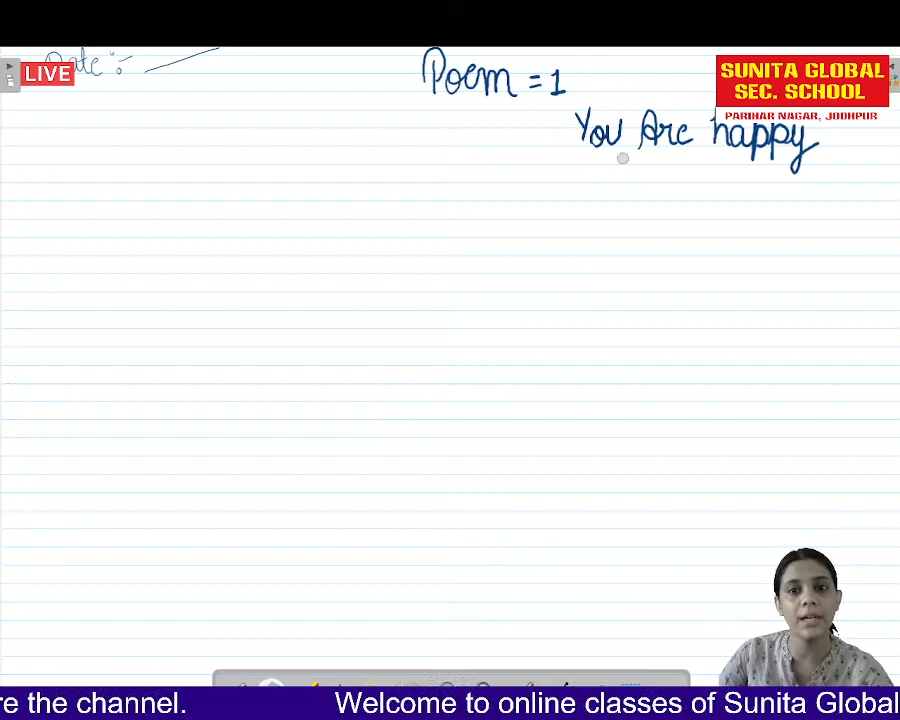 Date :-
LIVE
Poem = 1
SUNITA GLOBAL
SEC. SCHOOL
PARIHAR NAGAR, JODHPUR
You Are happy
re the channel. Welcome to online classes of Sunita Global